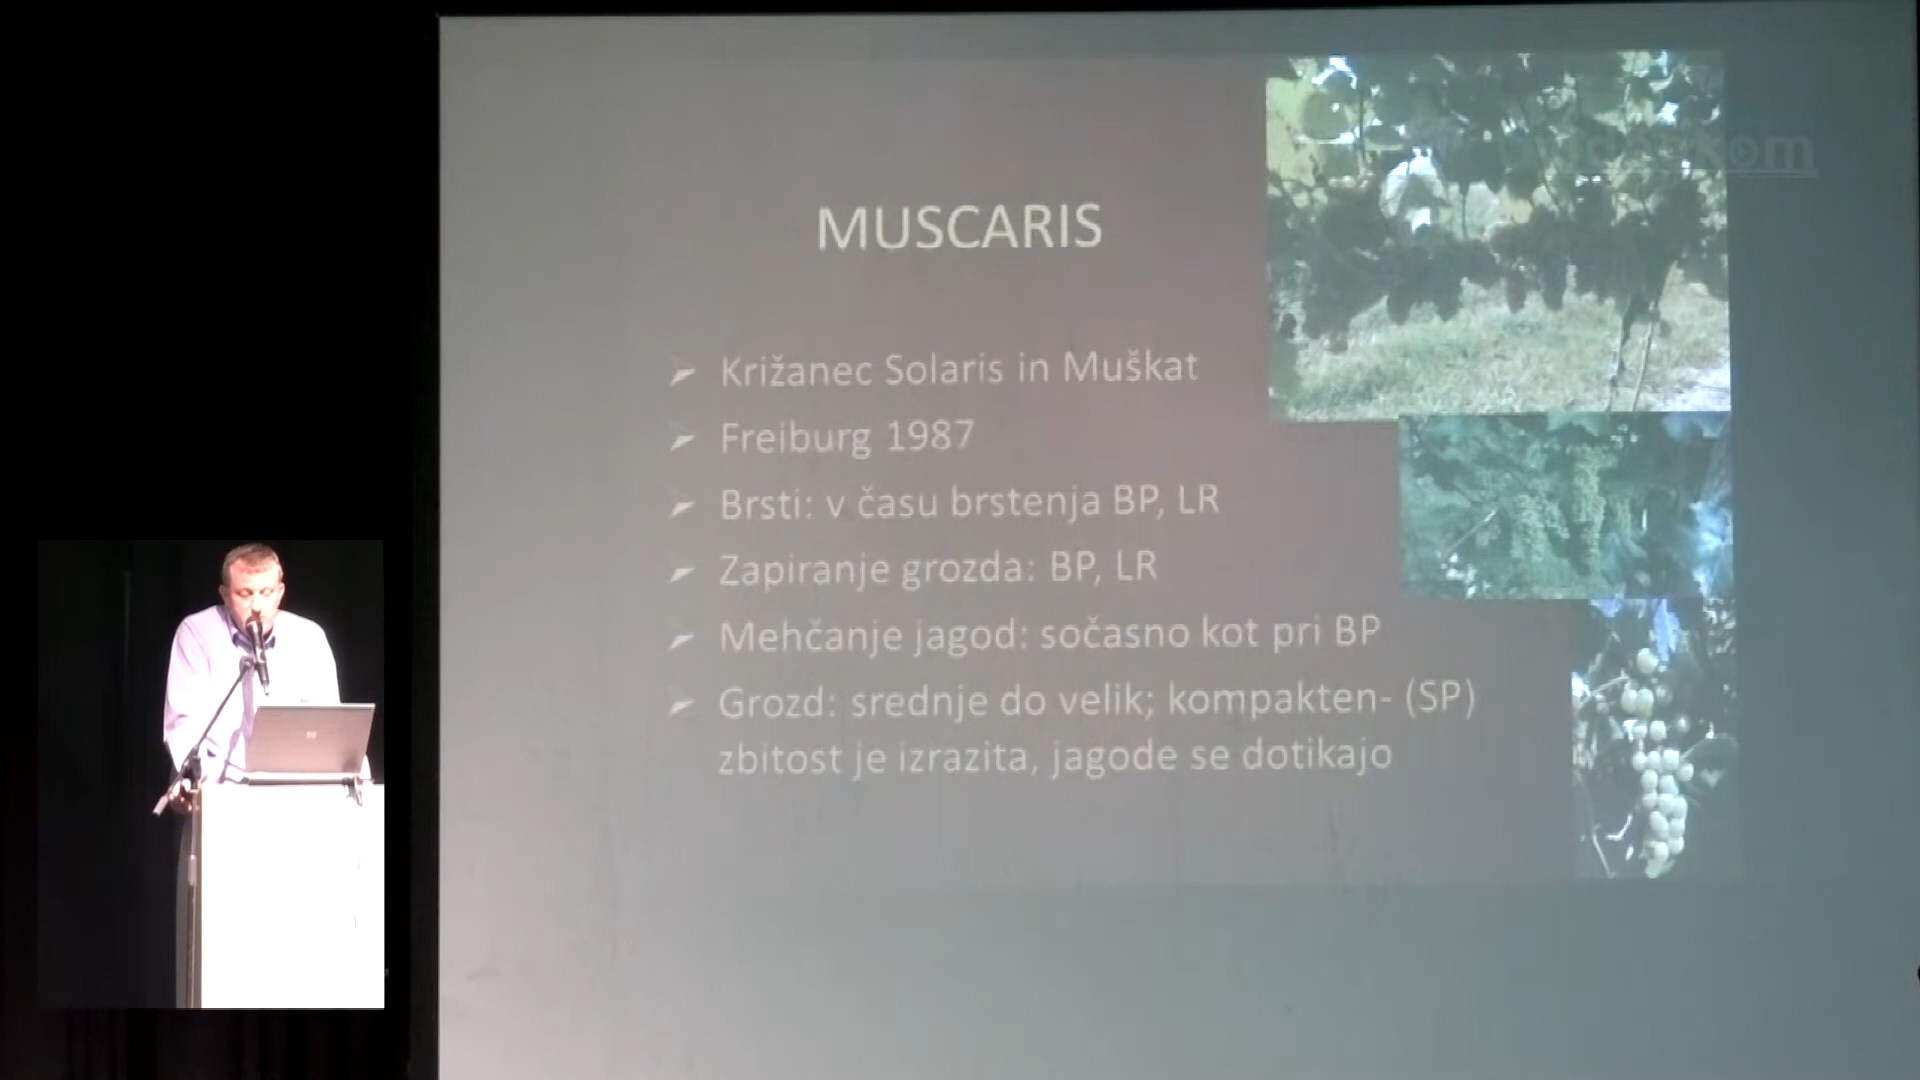 MUSCARIS
Križanec Solaris in Muškat
Freiburg 1987
Brsti: v času brstenja BP, LR
Zapiranje grozda: BP, LR
Mehčanje jagod: sočasno kot pri BP
Grozd: srednje do velik; kompakten- (SP)
zbitost je izrazita, jagode se dotikajo